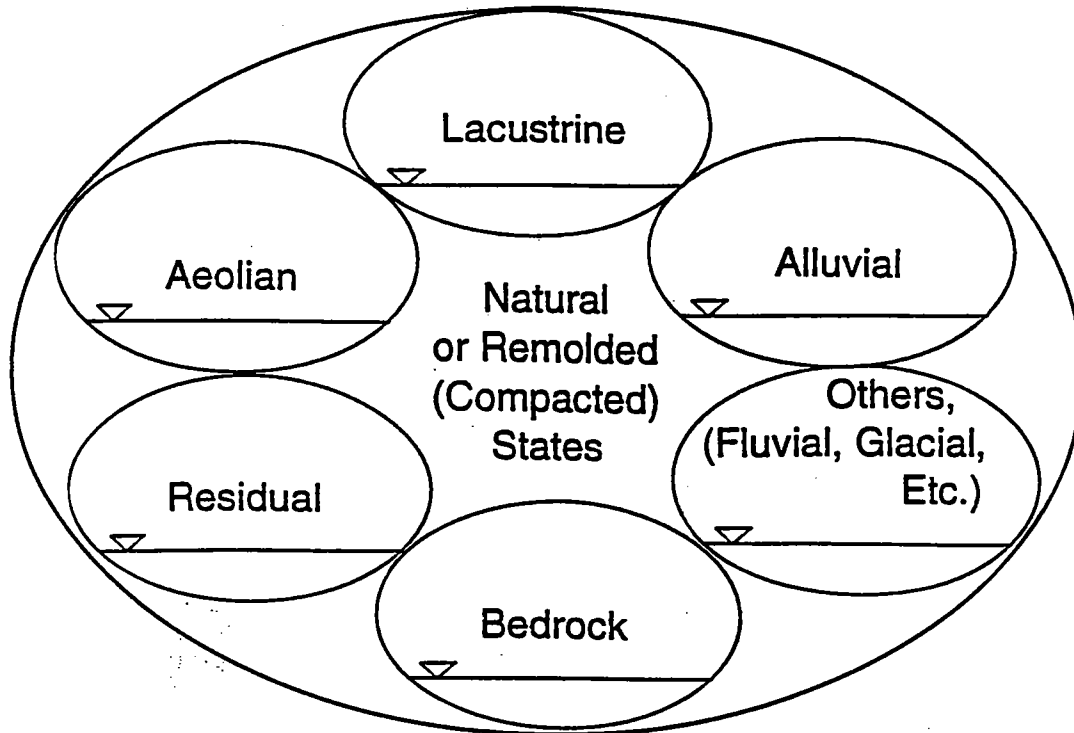 Lacustrine
Aeolian
Alluvial
Natural
or Remolded
(Compacted)
States
Others,
(Fluvial, Glacial,
Etc.)
Residual
Bedrock